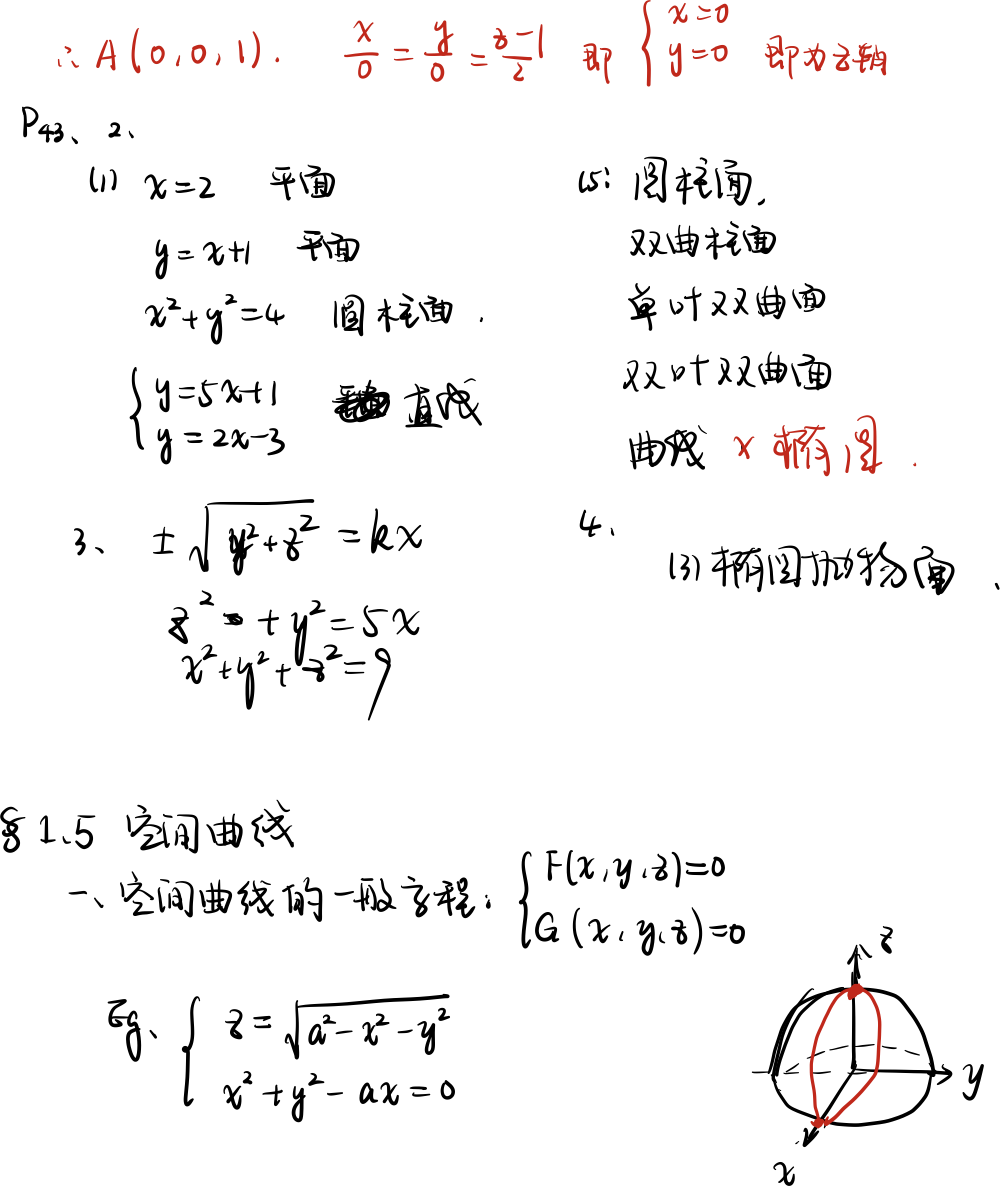 ∴ A(0,0,1). x/0 = y/0 = (z-1)/2 即 { x=0 y=0 即为z轴
P43、 2、
(1) x=2 平面
y=x+1 平面
x²+y²=4 圆柱面.
{ y=5x+1
y=2x-3 直线
3、 ±√(y²+z²) = kx
z² + y² = 5x
x²+y²+z²=9
(5: 圆柱面,
双曲柱面
单叶双曲面
双叶双曲面
曲线 × 椭圆.
4.
(3) 椭圆抛物面、
§1.5 空间曲线
一、空间曲线的一般方程: { F(x,y,z)=0
G(x,y,z)=0
Eg、 { z=√(a²-x²-y²)
x²+y²-ax=0
z
y
x